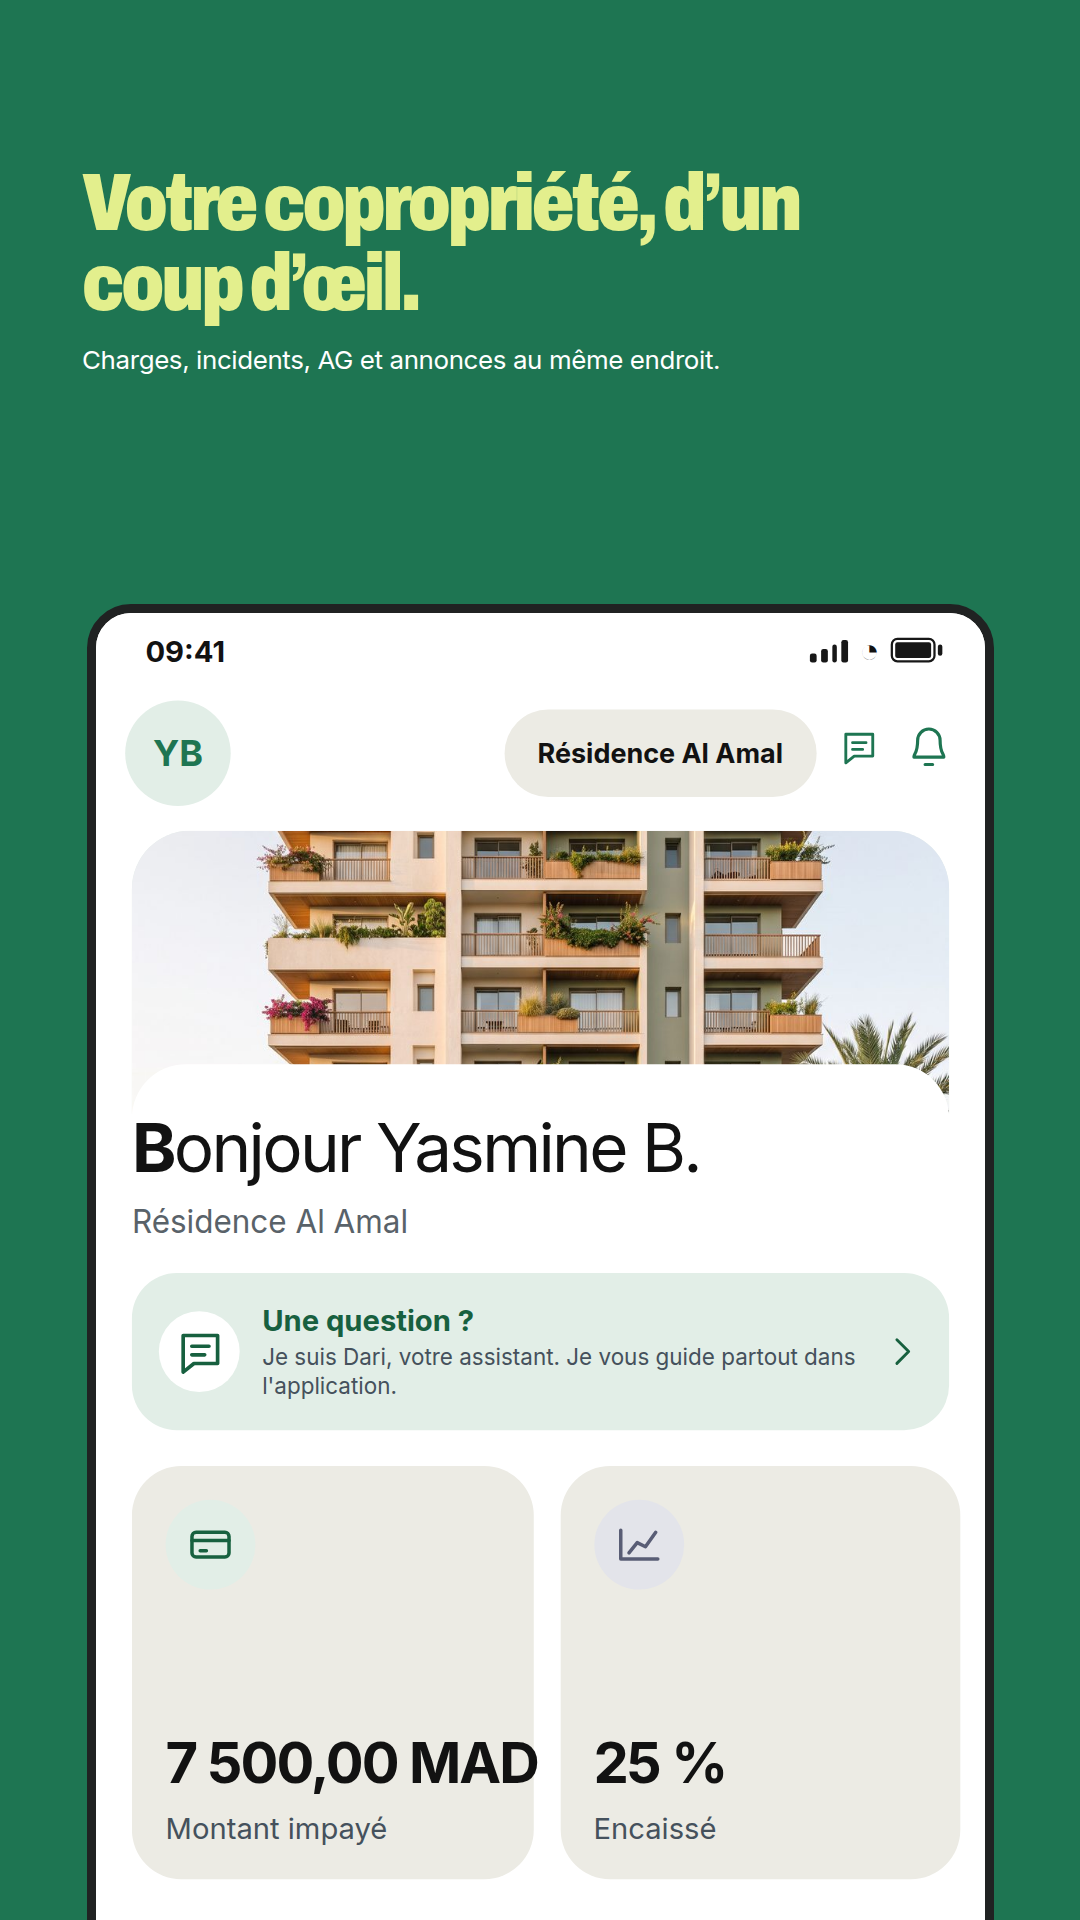 Votre copropriété, d’un
coup d’œil.
Charges, incidents, AG et annonces au même endroit.
09:41
YB
Résidence Al Amal
Bonjour Yasmine B.
Résidence Al Amal
Une question ?
Je suis Dari, votre assistant. Je vous guide partout dans
l'application.
7 500,00 MAD
Montant impayé
25 %
Encaissé